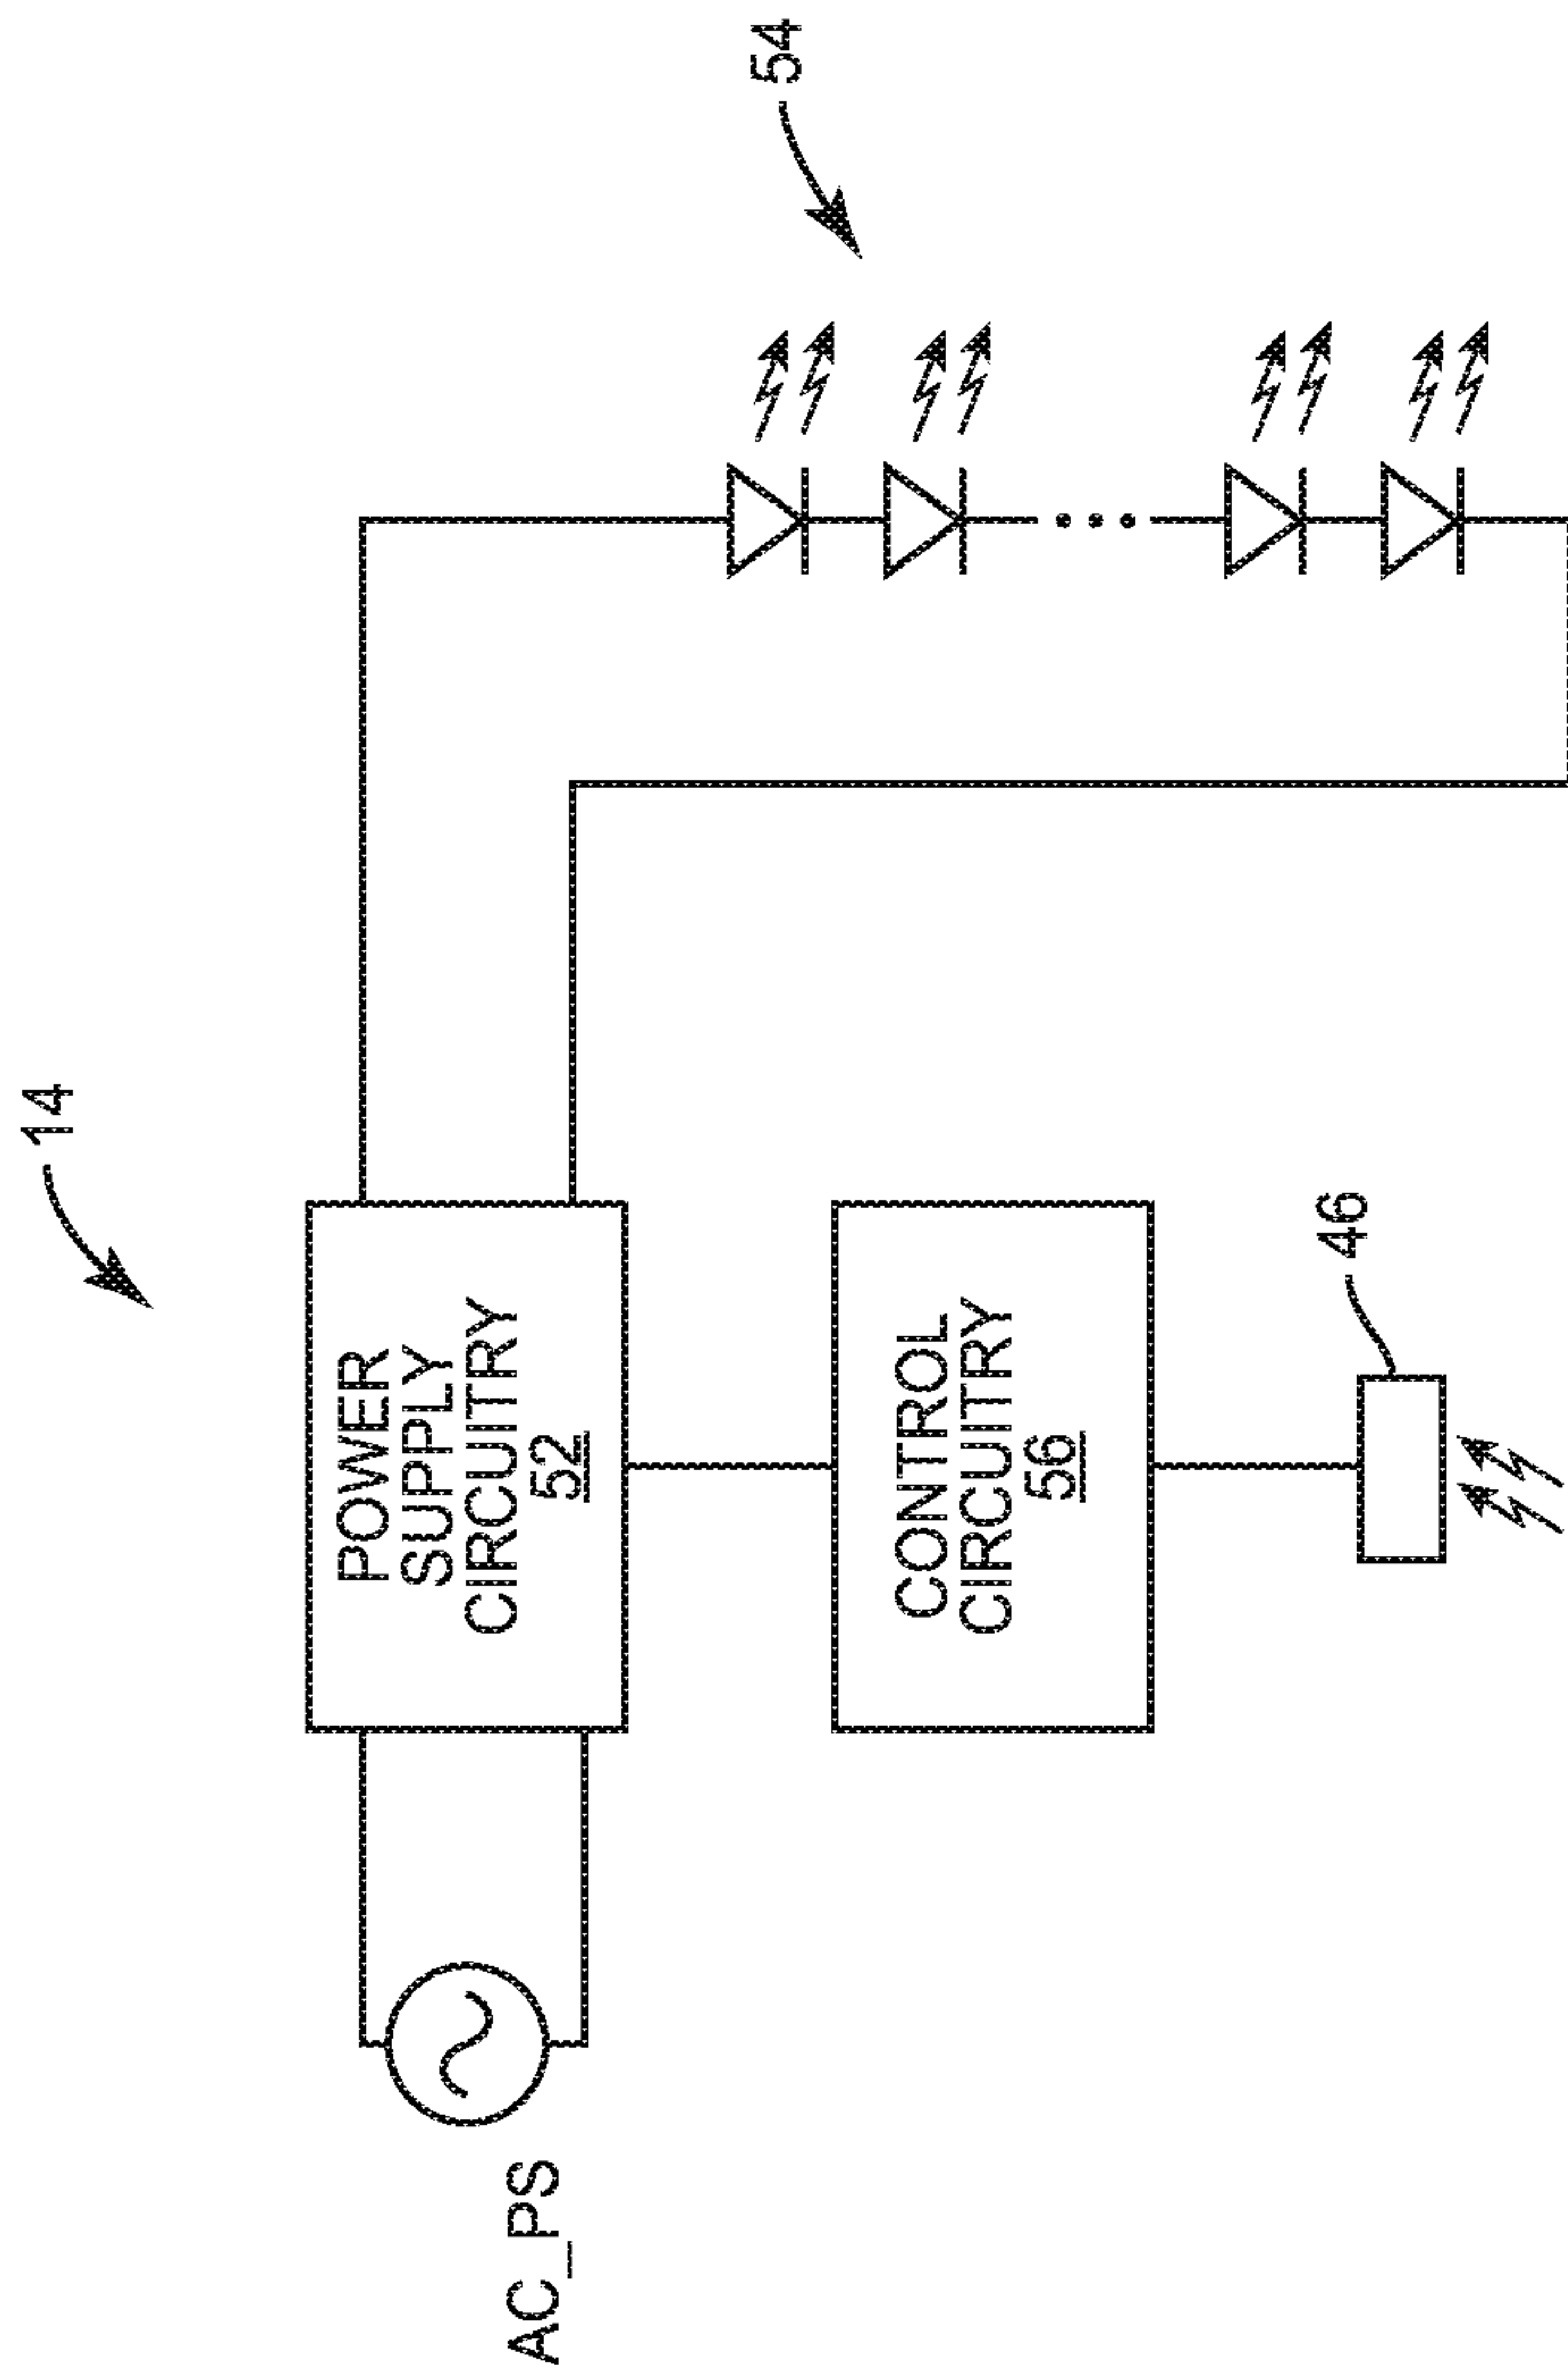 14
54
POWER
SUPPLY
CIRCUITRY
52
AC_PS
CONTROL
CIRCUITRY
56
46